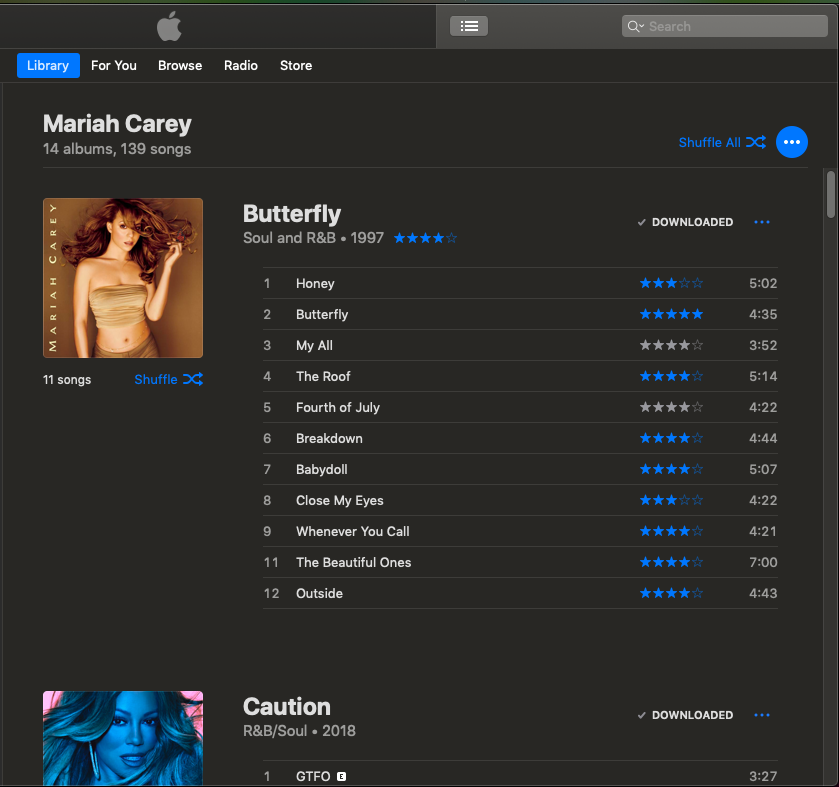 Search
Library For You Browse Radio Store
Mariah Carey
14 albums, 139 songs
Shuffle All
MARIAH CAREY
Butterfly
DOWNLOADED
Soul and R&B • 1997
1 Honey 5:02
2 Butterfly 4:35
3 My All 3:52
4 The Roof 5:14
5 Fourth of July 4:22
6 Breakdown 4:44
7 Babydoll 5:07
8 Close My Eyes 4:22
9 Whenever You Call 4:21
11 The Beautiful Ones 7:00
12 Outside 4:43
11 songs Shuffle
Caution
DOWNLOADED
R&B/Soul • 2018
1 GTFO E 3:27